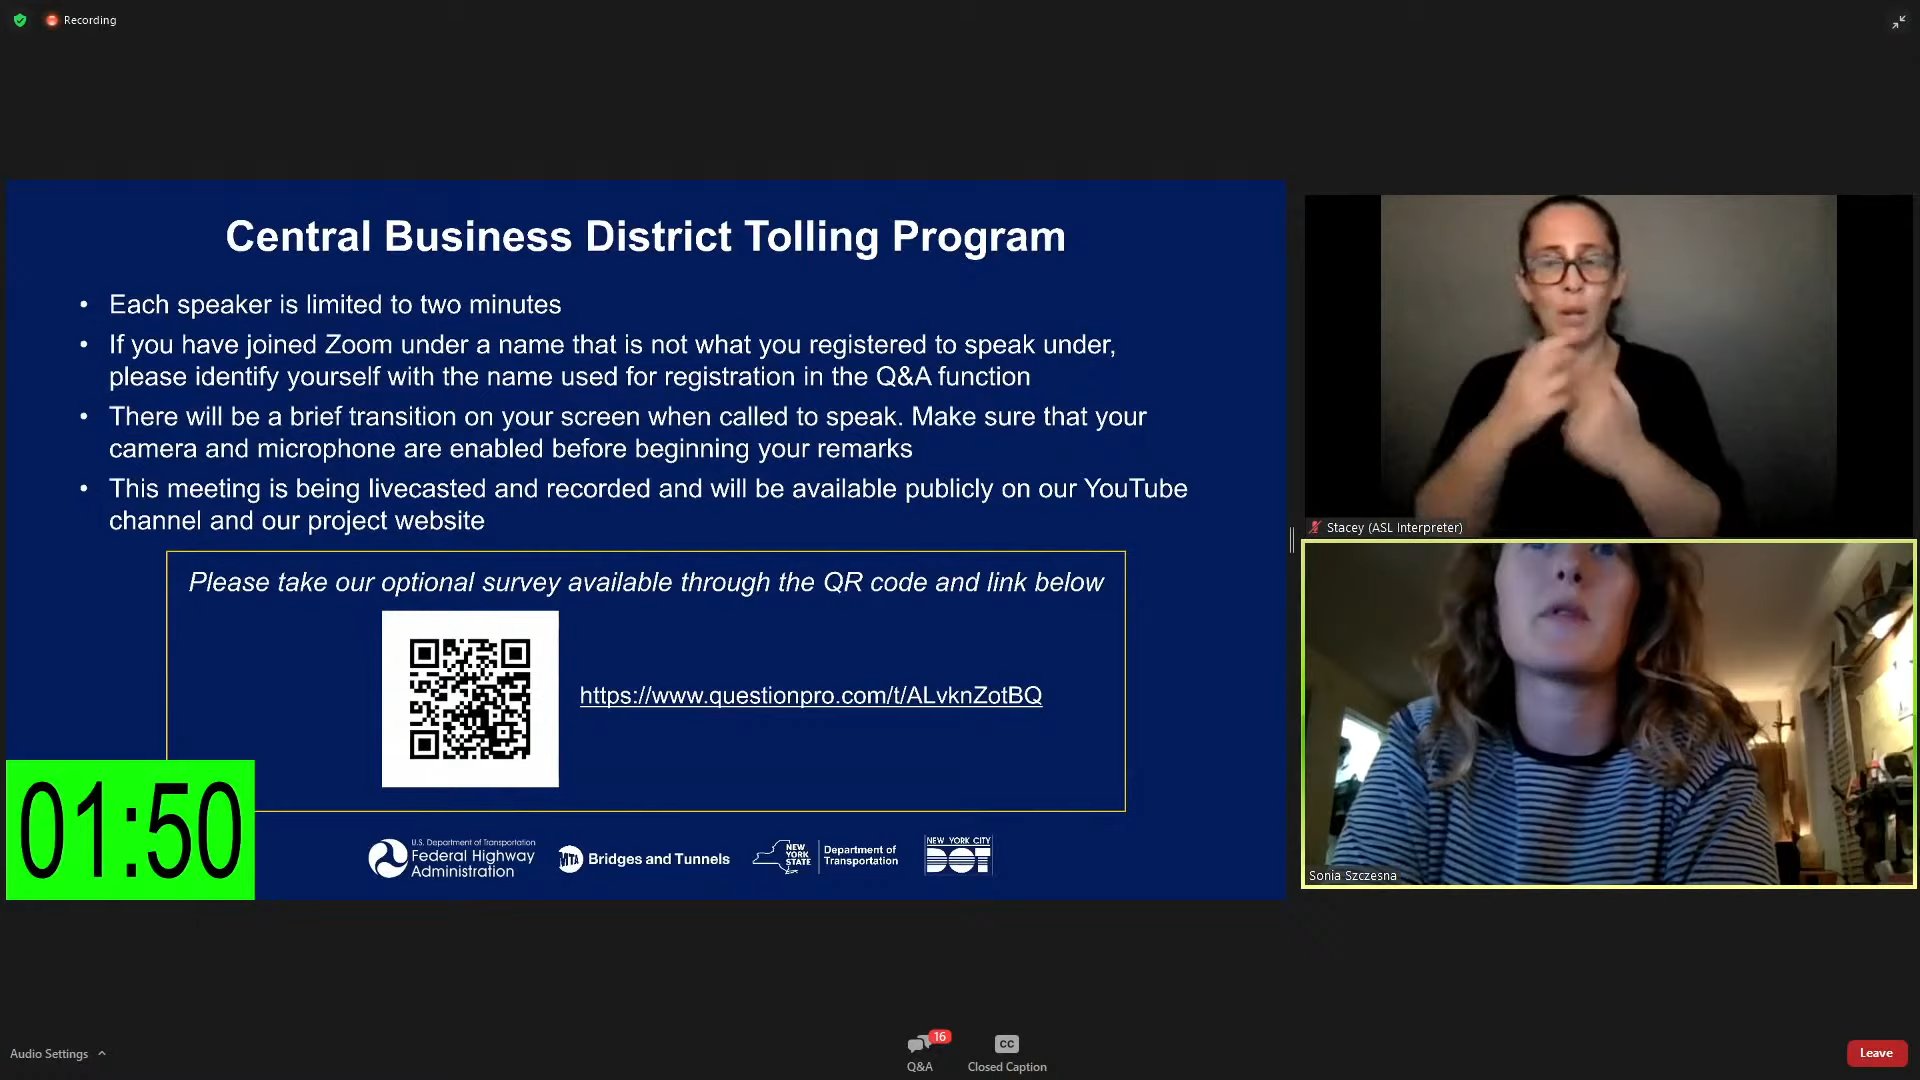 Recording
Central Business District Tolling Program
• Each speaker is limited to two minutes
• If you have joined Zoom under a name that is not what you registered to speak under,
please identify yourself with the name used for registration in the Q&A function
• There will be a brief transition on your screen when called to speak. Make sure that your
camera and microphone are enabled before beginning your remarks
• This meeting is being livecasted and recorded and will be available publicly on our YouTube
channel and our project website
Please take our optional survey available through the QR code and link below
https://www.questionpro.com/t/ALvknZotBQ
01:50
U.S. Department of Transportation
Federal Highway
Administration
MTA Bridges and Tunnels
NEW
YORK
STATE
Department of
Transportation
NEW YORK CITY
DOT
Stacey (ASL Interpreter)
Sonia Szczesna
Audio Settings
16
Q&A
CC
Closed Caption
Leave